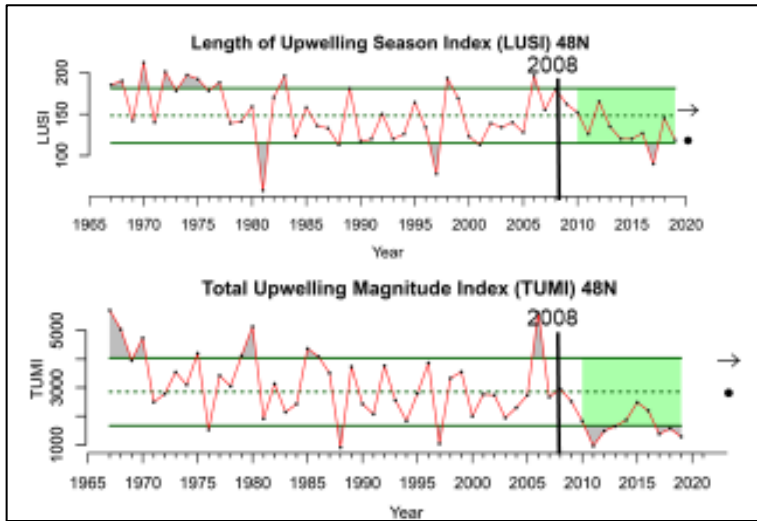 Length of Upwelling Season Index (LUSI) 48N
2008
LUSI
200
150
100
1965 1970 1975 1980 1985 1990 1995 2000 2005 2010 2015 2020
Year
Total Upwelling Magnitude Index (TUMI) 48N
2008
TUMI
5000
3000
1000
1965 1970 1975 1980 1985 1990 1995 2000 2005 2010 2015 2020
Year